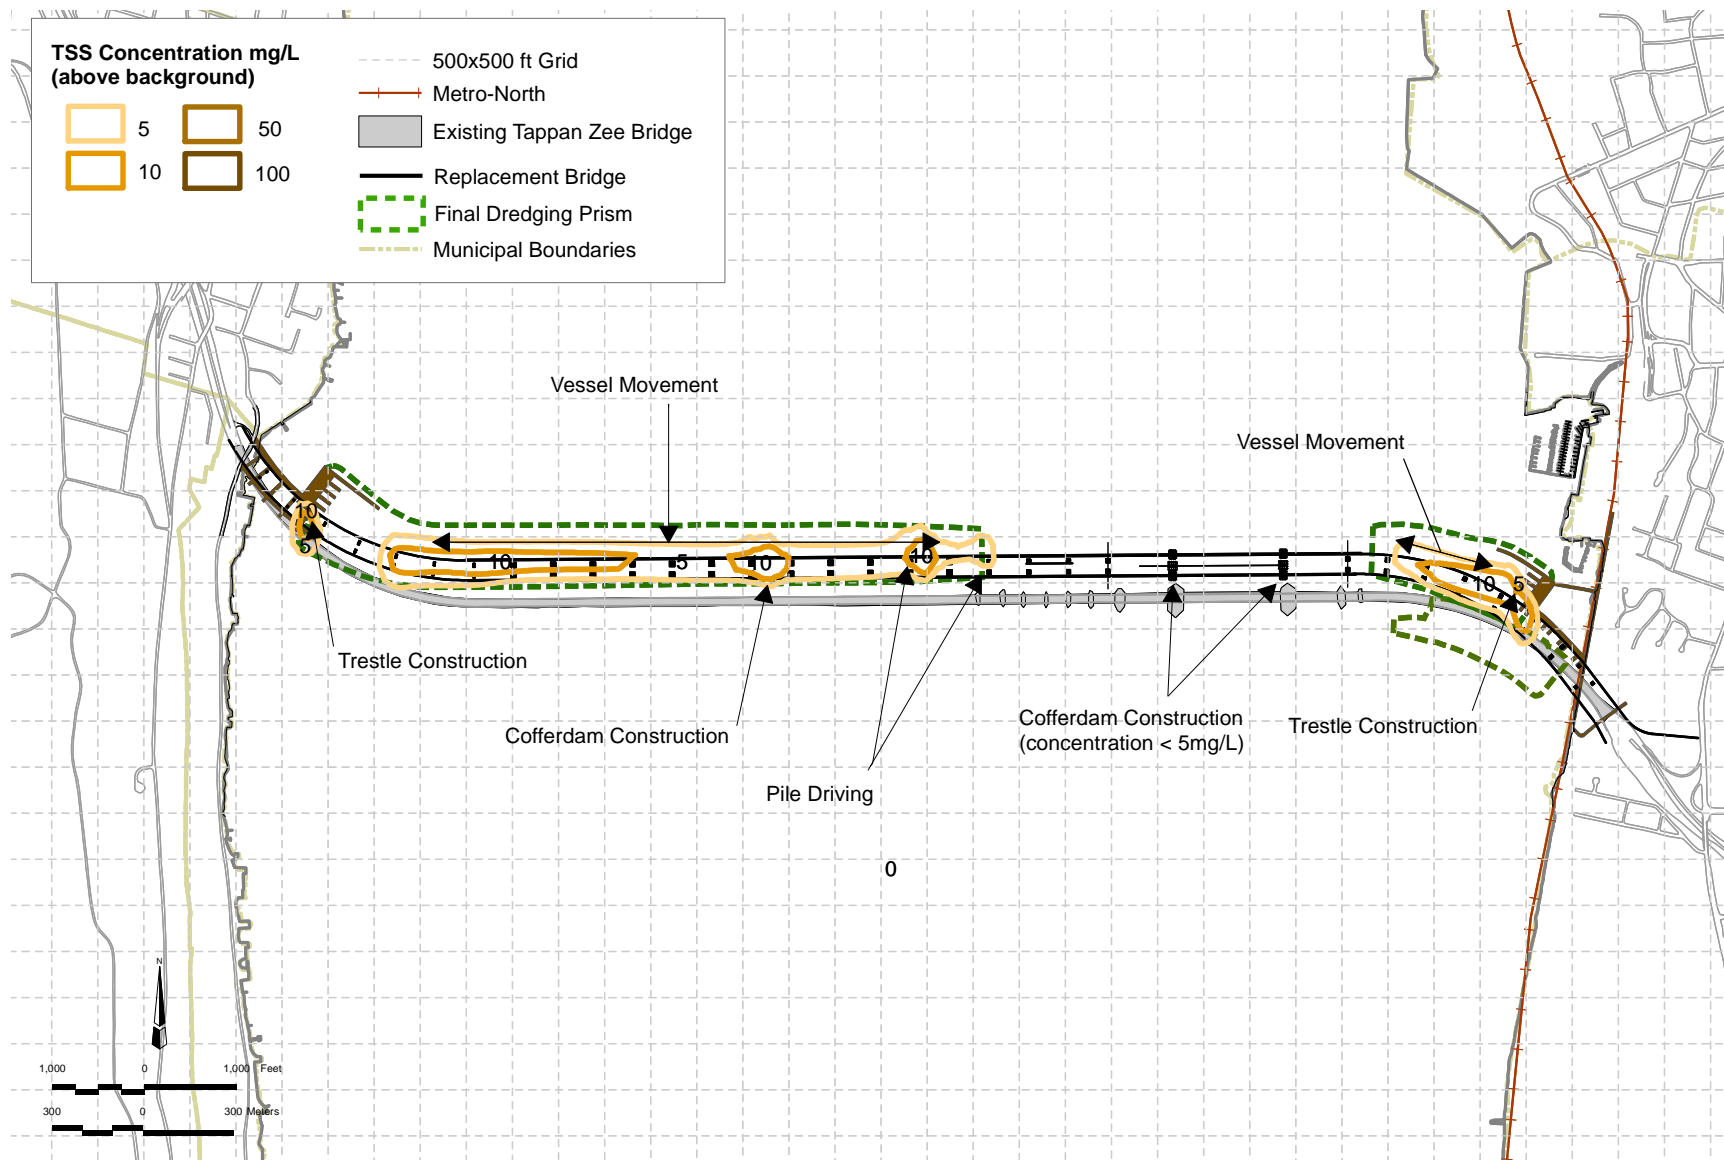 TSS Concentration mg/L
(above background)
5
50
10
100
500x500 ft Grid
Metro-North
Existing Tappan Zee Bridge
Replacement Bridge
Final Dredging Prism
Municipal Boundaries
Vessel Movement
Vessel Movement
10
5
10
5
10
10
10
5
Trestle Construction
Cofferdam Construction
Pile Driving
Cofferdam Construction
(concentration < 5mg/L)
Trestle Construction
0
N
1,000 0 1,000 Feet
300 0 300 Meters